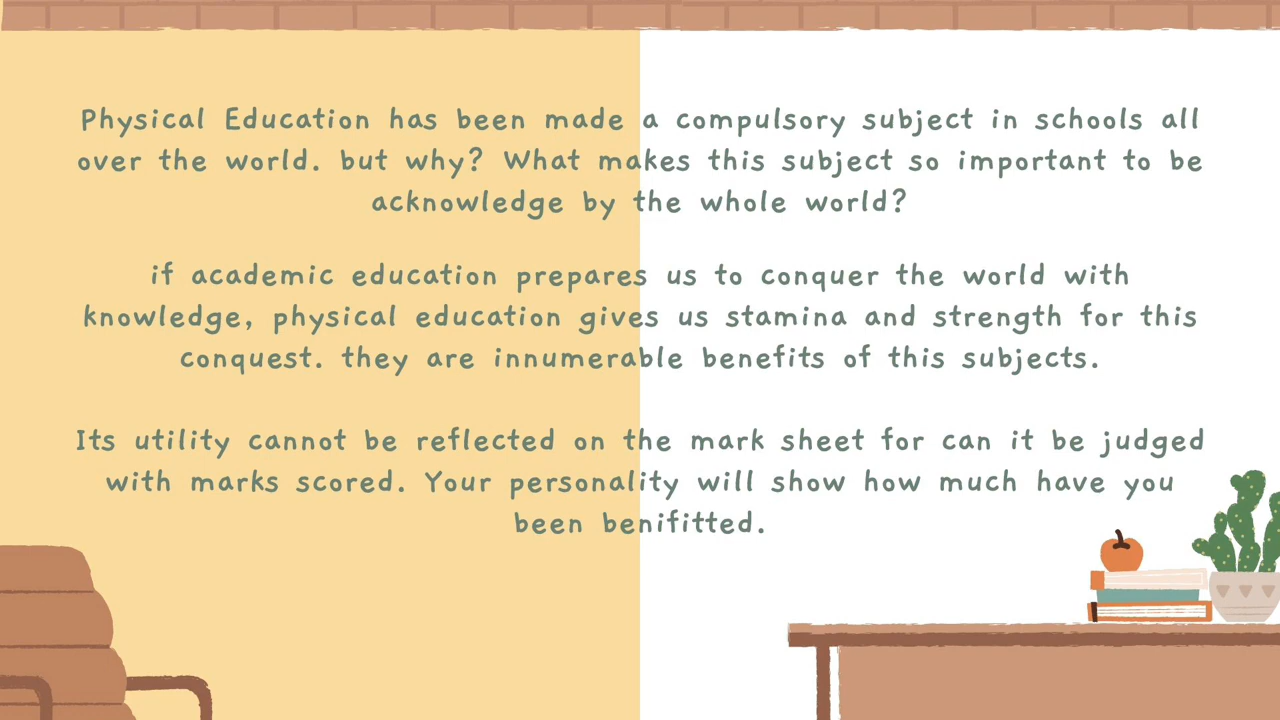 Physical Education has been made a compulsory subject in schools all
over the world. but why? What makes this subject so important to be
acknowledge by the whole world?
if academic education prepares us to conquer the world with
knowledge, physical education gives us stamina and strength for this
conquest. they are innumerable benefits of this subjects.
Its utility cannot be reflected on the mark sheet for can it be judged
with marks scored. Your personality will show how much have you
been benifitted.